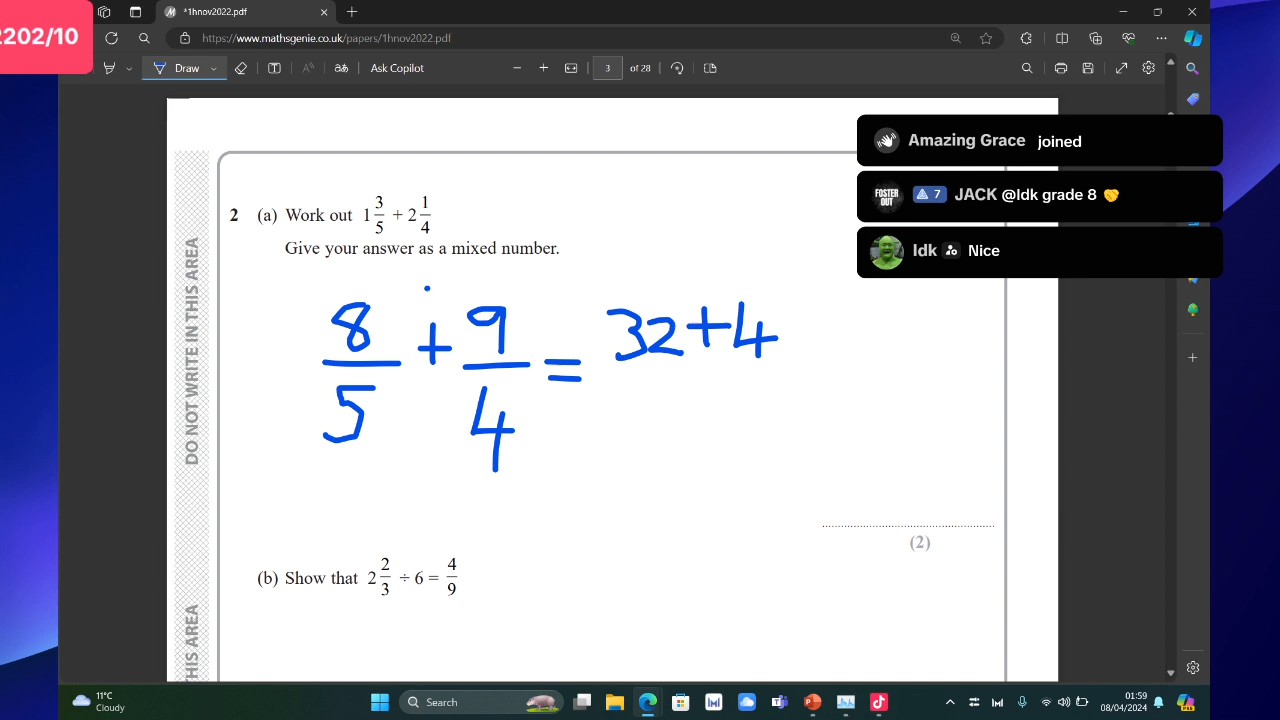 2202/10
*1hnov2022.pdf
https://www.mathsgenie.co.uk/papers/1hnov2022.pdf
Draw
Ask Copilot
3 of 28
Amazing Grace joined
FOSTER OUT 7 JACK @Idk grade 8 🤝
Idk Nice
DO NOT WRITE IN THIS AREA
2 (a) Work out 1 3/5 + 2 1/4
Give your answer as a mixed number.
8/5 + 9/4 = 32+4
(2)
(b) Show that 2 2/3 ÷ 6 = 4/9
THIS AREA
11°C
Cloudy
Search
01:59
08/04/2024